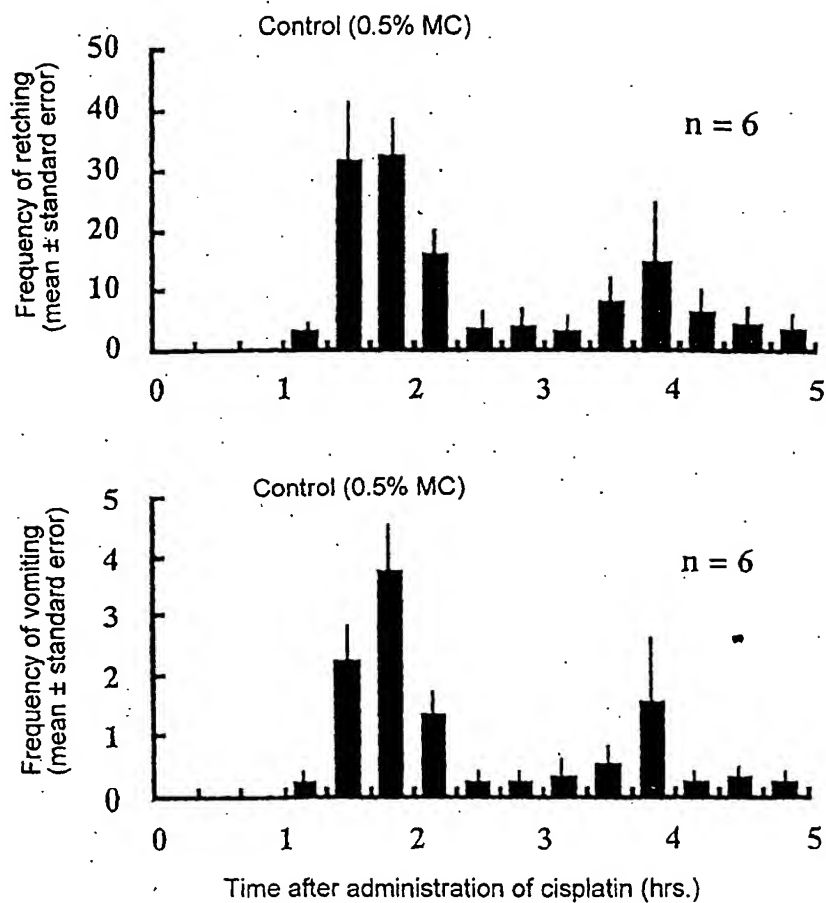 Control (0.5% MC)
Frequency of retching
(mean ± standard error)
50
40
30
20
10
0
n = 6
0 1 2 3 4 5
Control (0.5% MC)
Frequency of vomiting
(mean ± standard error)
5
4
3
2
1
0
n = 6
0 1 2 3 4 5
Time after administration of cisplatin (hrs.)